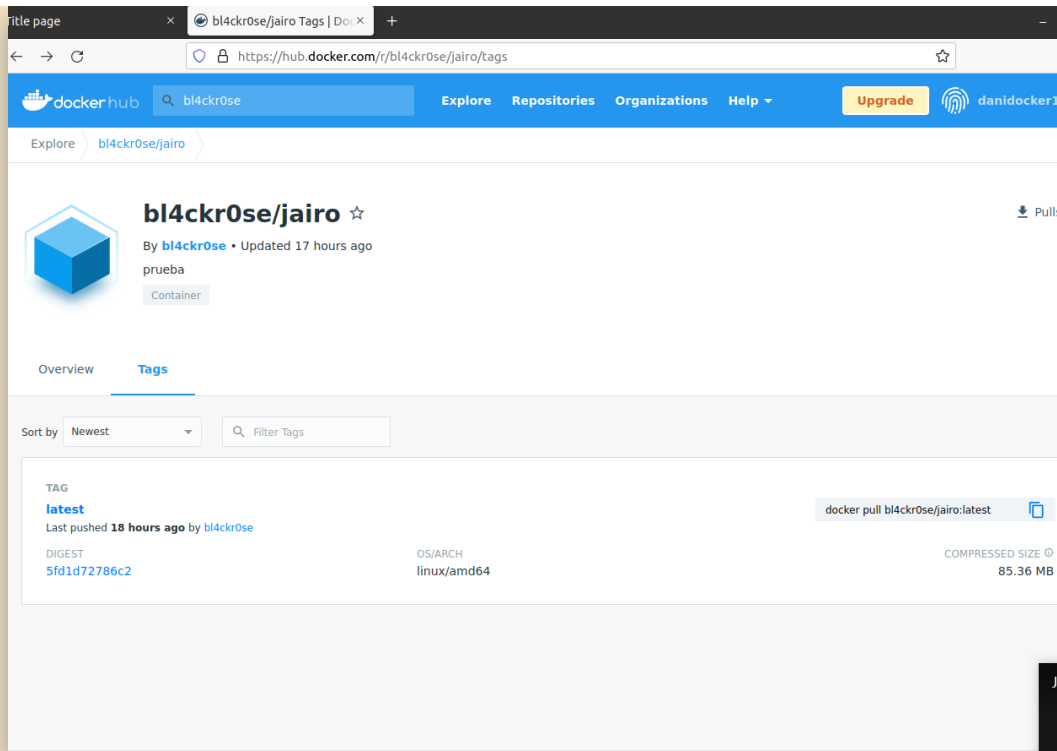 Title page
bl4ckr0se/jairo Tags | Doc
https://hub.docker.com/r/bl4ckr0se/jairo/tags
dockerhub bl4ckr0se Explore Repositories Organizations Help Upgrade danidocker1
Explore bl4ckr0se/jairo
bl4ckr0se/jairo
Pulls
By bl4ckr0se • Updated 17 hours ago
prueba
Container
Overview Tags
Sort by Newest Filter Tags
TAG
latest
docker pull bl4ckr0se/jairo:latest
Last pushed 18 hours ago by bl4ckr0se
DIGEST OS/ARCH COMPRESSED SIZE
5fd1d72786c2 linux/amd64 85.36 MB